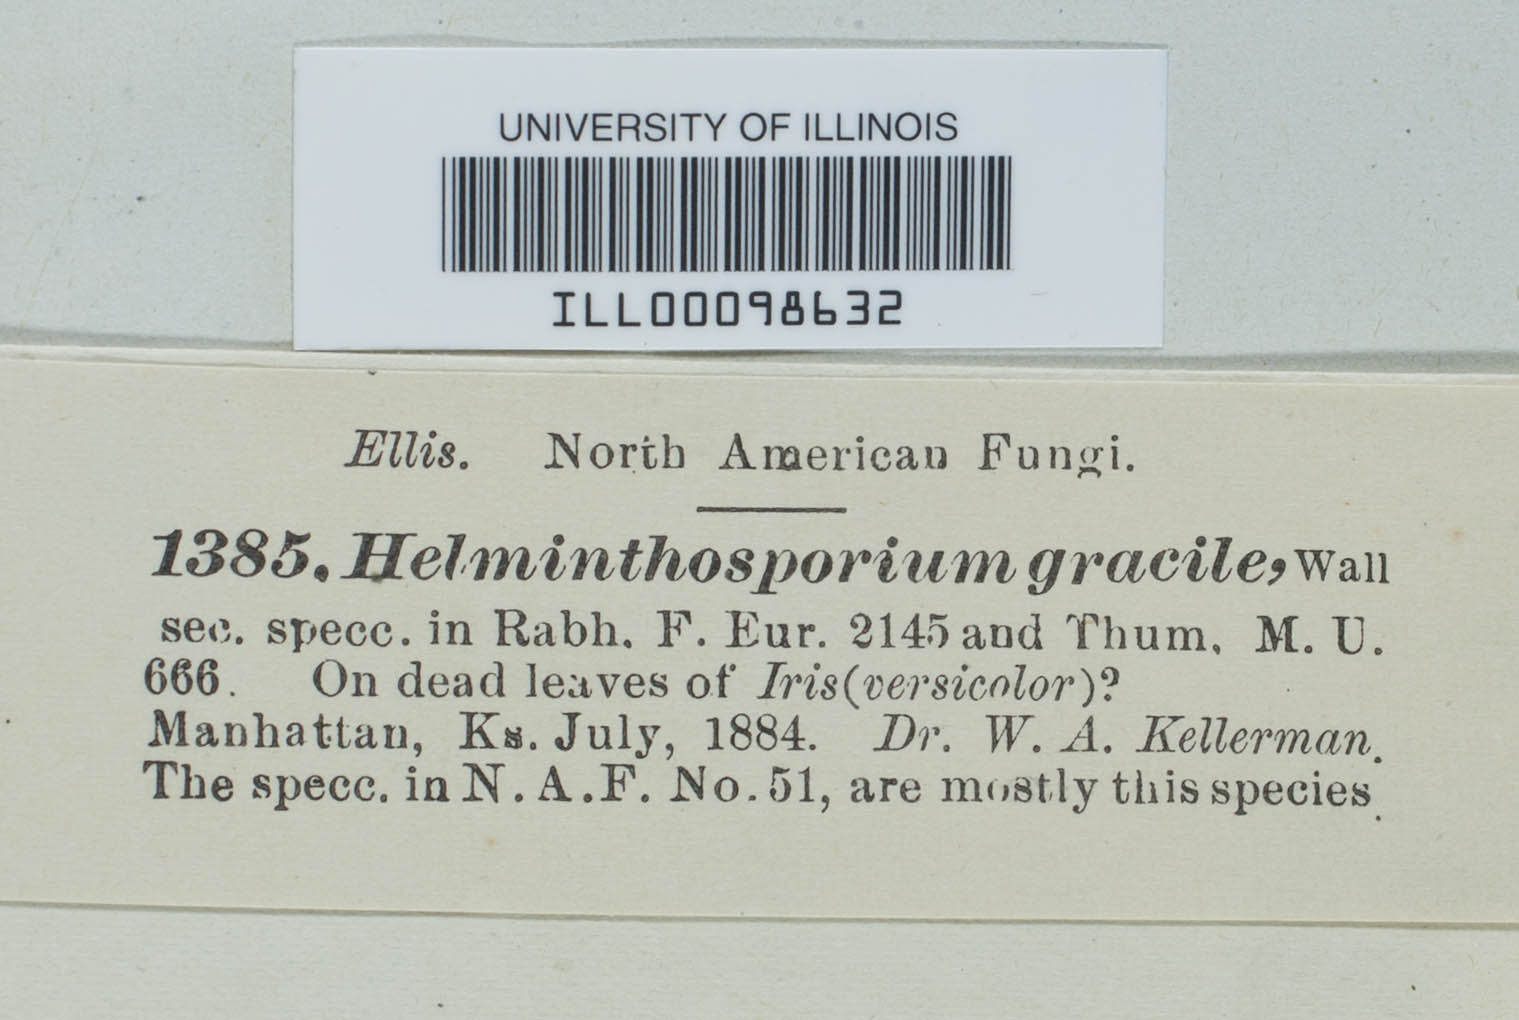 UNIVERSITY OF ILLINOIS
ILL00098632
Ellis. North American Fungi.
1385. Helminthosporium gracile, Wall
sec. specc. in Rabh. F. Eur. 2145 and Thum. M. U.
666. On dead leaves of Iris (versicolor)?
Manhattan, Ks. July, 1884. Dr. W. A. Kellerman.
The specc. in N. A. F. No. 51, are mostly this species.